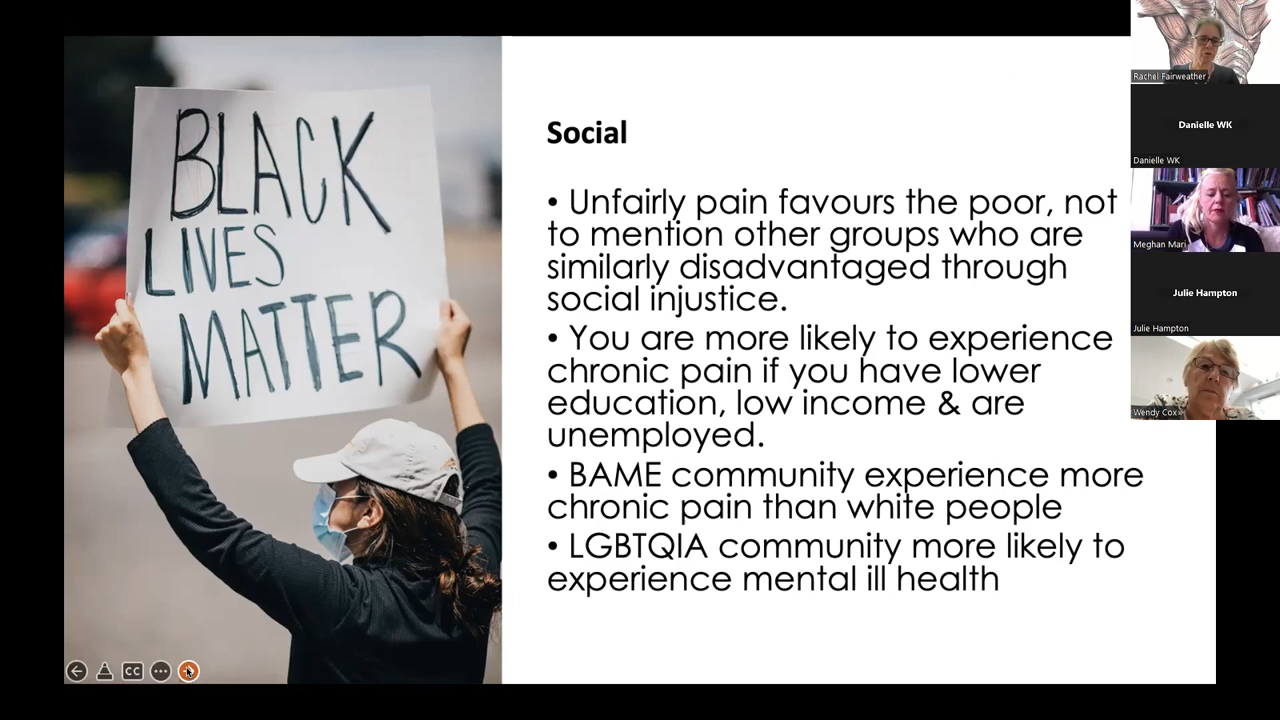 BLACK
LIVES
MATTER
Social
• Unfairly pain favours the poor, not
to mention other groups who are
similarly disadvantaged through
social injustice.
• You are more likely to experience
chronic pain if you have lower
education, low income & are
unemployed.
• BAME community experience more
chronic pain than white people
• LGBTQIA community more likely to
experience mental ill health
CC
Rachel Fairweather
Danielle WK
Danielle WK
Meghan Mari
Julie Hampton
Julie Hampton
Wendy Cox